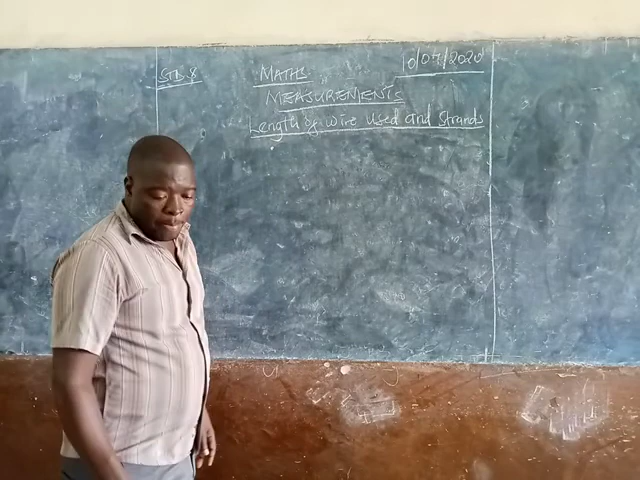 STD 8 MATHS 10/07/2020
MEASUREMENTS
Length of wire used and strands